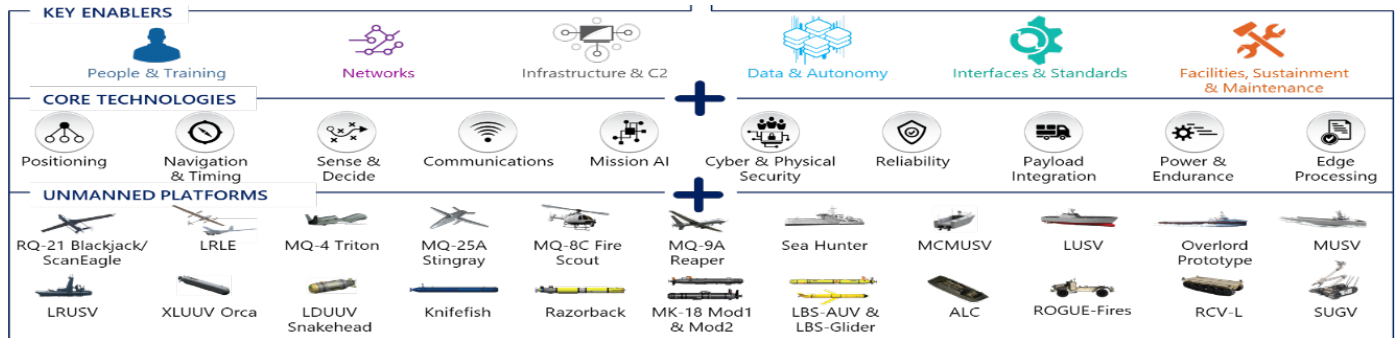 KEY ENABLERS
People & Training
Networks
Infrastructure & C2
Data & Autonomy
Interfaces & Standards
Facilities, Sustainment
& Maintenance
CORE TECHNOLOGIES
Positioning
Navigation
& Timing
Sense &
Decide
Communications
Mission AI
Cyber & Physical
Security
Reliability
Payload
Integration
Power &
Endurance
Edge
Processing
UNMANNED PLATFORMS
RQ-21 Blackjack/
ScanEagle
LRLE
MQ-4 Triton
MQ-25A
Stingray
MQ-8C Fire
Scout
MQ-9A
Reaper
Sea Hunter
MCMUSV
LUSV
Overlord
Prototype
MUSV
LRUSV
XLUUV Orca
LDUUV
Snakehead
Knifefish
Razorback
MK-18 Mod1
& Mod2
LBS-AUV &
LBS-Glider
ALC
ROGUE-Fires
RCV-L
SUGV